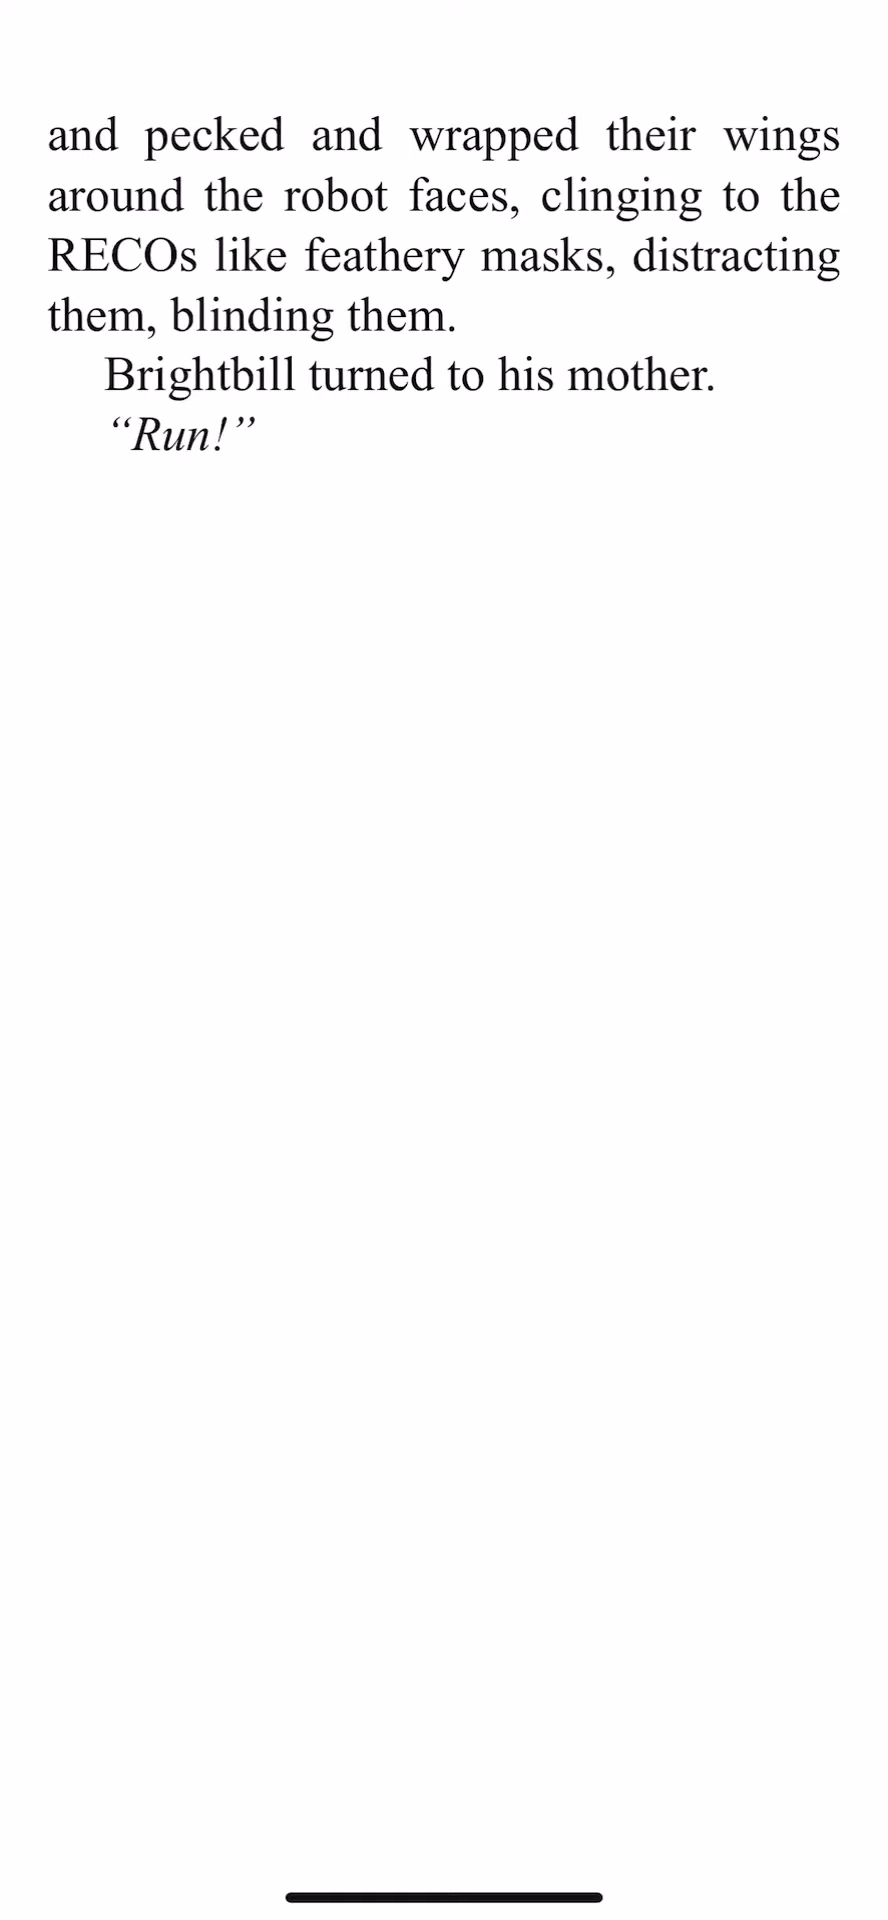 and pecked and wrapped their wings
around the robot faces, clinging to the
RECOs like feathery masks, distracting
them, blinding them.
Brightbill turned to his mother.
“Run!”